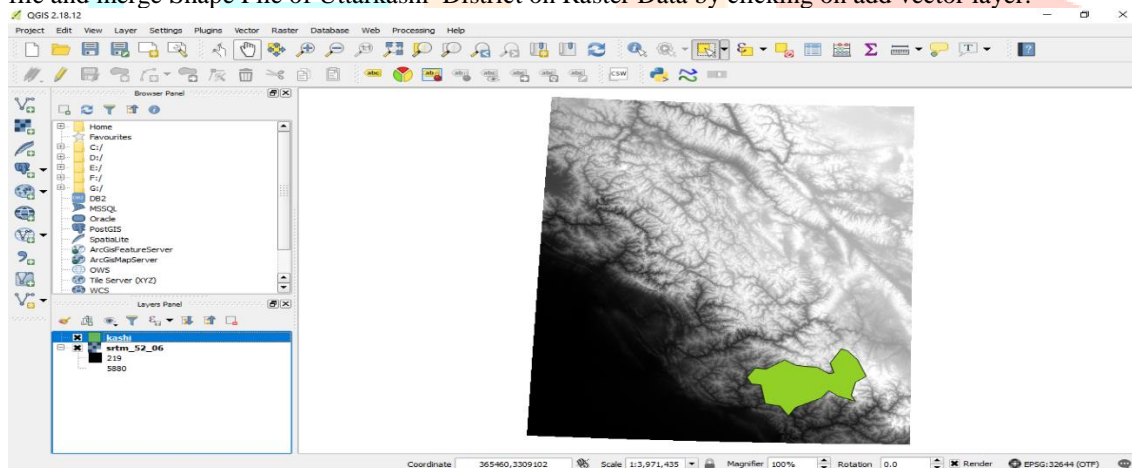 file and merge Shape File of Uttarkashi District on Raster Data by clicking on add vector layer.
QGIS 2.18.12
Project Edit View Layer Settings Plugins Vector Raster Database Web Processing Help
Browser Panel
Home
Favourites
C:/
D:/
E:/
F:/
G:/
DB2
MSSQL
Oracle
PostGIS
SpatiaLite
ArcGisFeatureServer
ArcGisMapServer
OWS
Tile Server (XYZ)
WCS
Layers Panel
kashi
srtm_52_06
219
5880
Coordinate 365460,3309102 Scale 1:3,971,435 Magnifier 100% Rotation 0.0 Render EPSG:32644 (OTF)